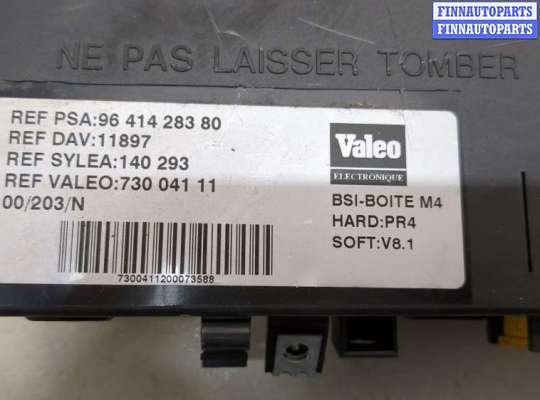 FINNAUTOPARTS
FINNAUTOPARTS
NE PAS LAISSER TOMBER
REF PSA:96 414 283 80
REF DAV:11897
REF SYLEA:140 293
REF VALEO:730 041 11
00/203/N
7300411200073588
Valeo
ELECTRONIQUE
BSI-BOITE M4
HARD:PR4
SOFT:V8.1